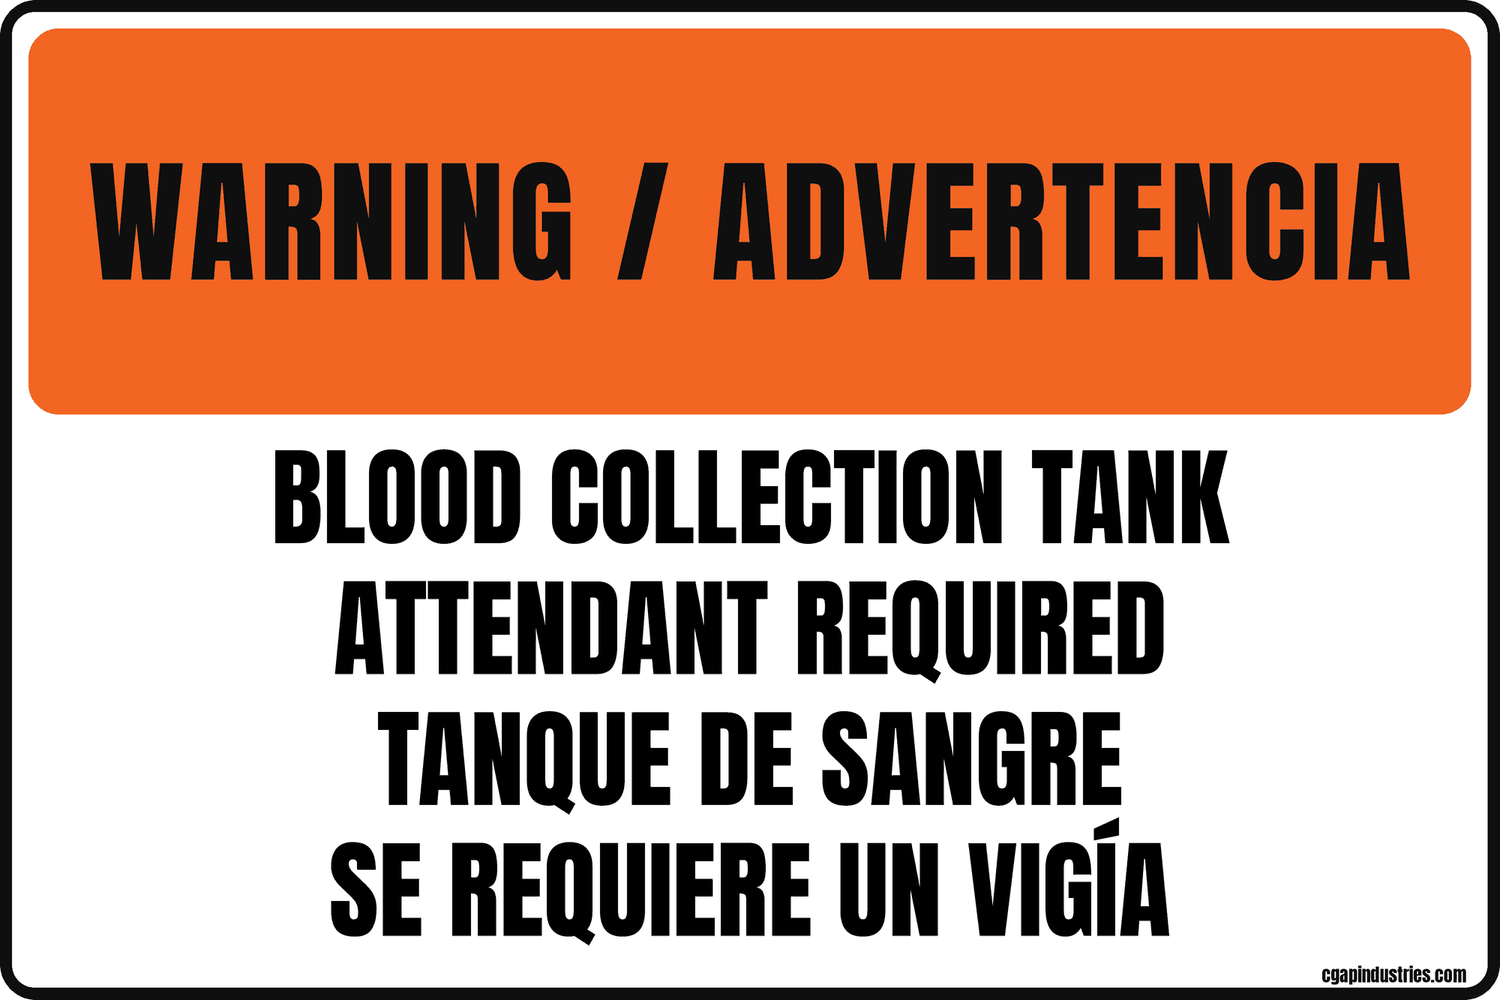 WARNING / ADVERTENCIA
BLOOD COLLECTION TANK
ATTENDANT REQUIRED
TANQUE DE SANGRE
SE REQUIERE UN VIGÍA
cgapindustries.com